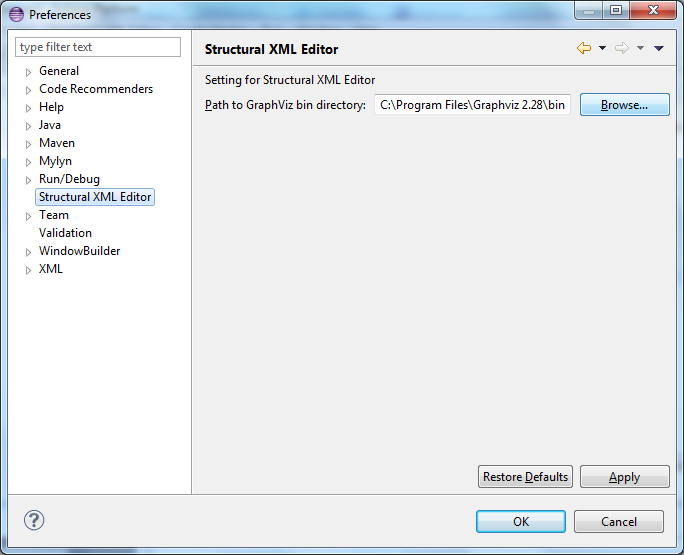 Preferences
type filter text
General
Code Recommenders
Help
Java
Maven
Mylyn
Run/Debug
Structural XML Editor
Team
Validation
WindowBuilder
XML
Structural XML Editor
Setting for Structural XML Editor
Path to GraphViz bin directory: C:\Program Files\Graphviz 2.28\bin Browse...
Restore Defaults Apply
OK Cancel